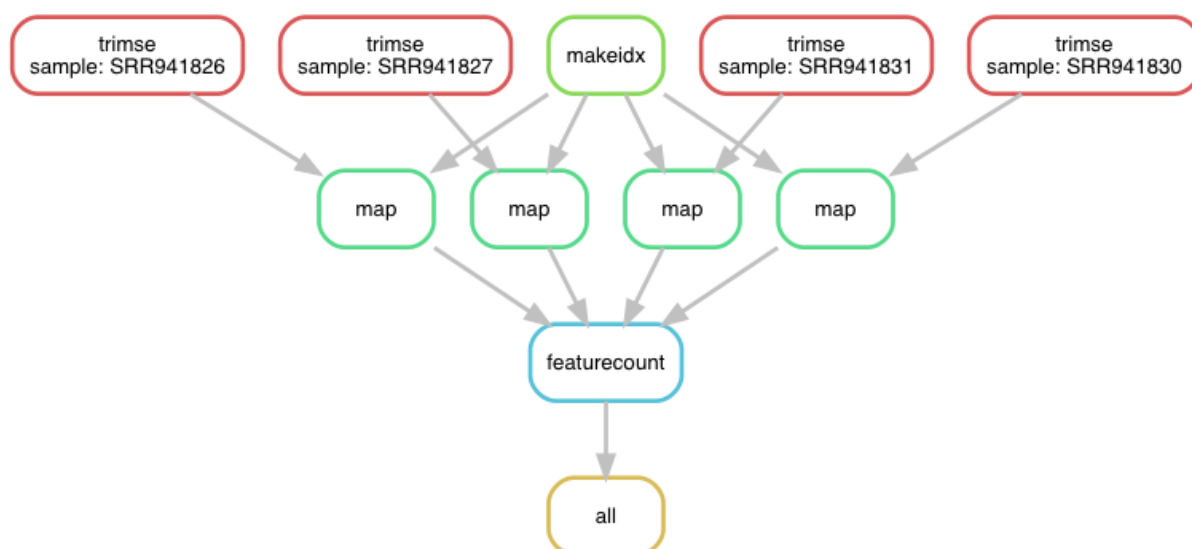 trimse
sample: SRR941826
trimse
sample: SRR941827
makeidx
trimse
sample: SRR941831
trimse
sample: SRR941830
map
map
map
map
featurecount
all